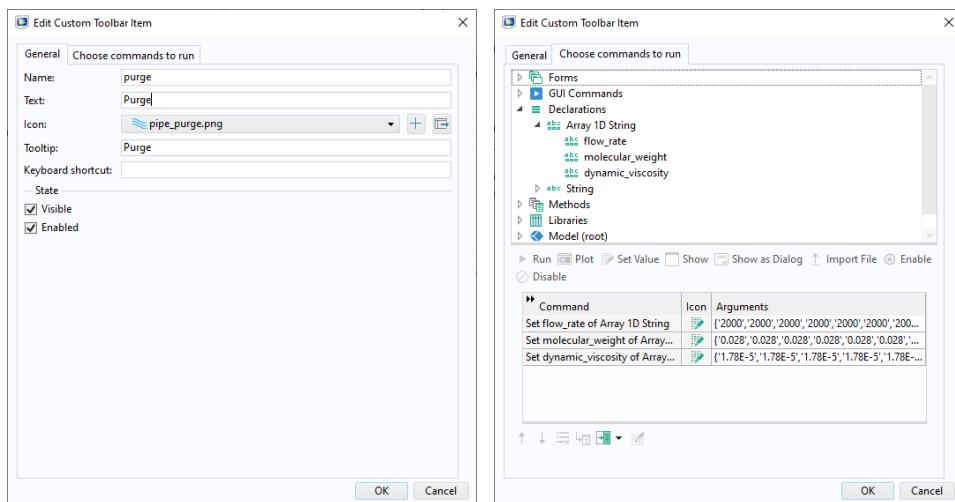 Edit Custom Toolbar Item
General Choose commands to run
Name: purge
Text: Purge
Icon: pipe_purge.png
Tooltip: Purge
Keyboard shortcut:
State
Visible
Enabled
OK Cancel
Edit Custom Toolbar Item
General Choose commands to run
Forms
GUI Commands
Declarations
abc Array 1D String
abc flow_rate
abc molecular_weight
abc dynamic_viscosity
abc String
Methods
Libraries
Model (root)
Run Plot Set Value Show Show as Dialog Import File Enable
Disable
Command Icon Arguments
Set flow_rate of Array 1D String {'2000','2000','2000','2000','2000','2000','200...
Set molecular_weight of Array... {'0.028','0.028','0.028','0.028','0.028','0.028','...
Set dynamic_viscosity of Array... {'1.78E-5','1.78E-5','1.78E-5','1.78E-5','1.78E-...
OK Cancel